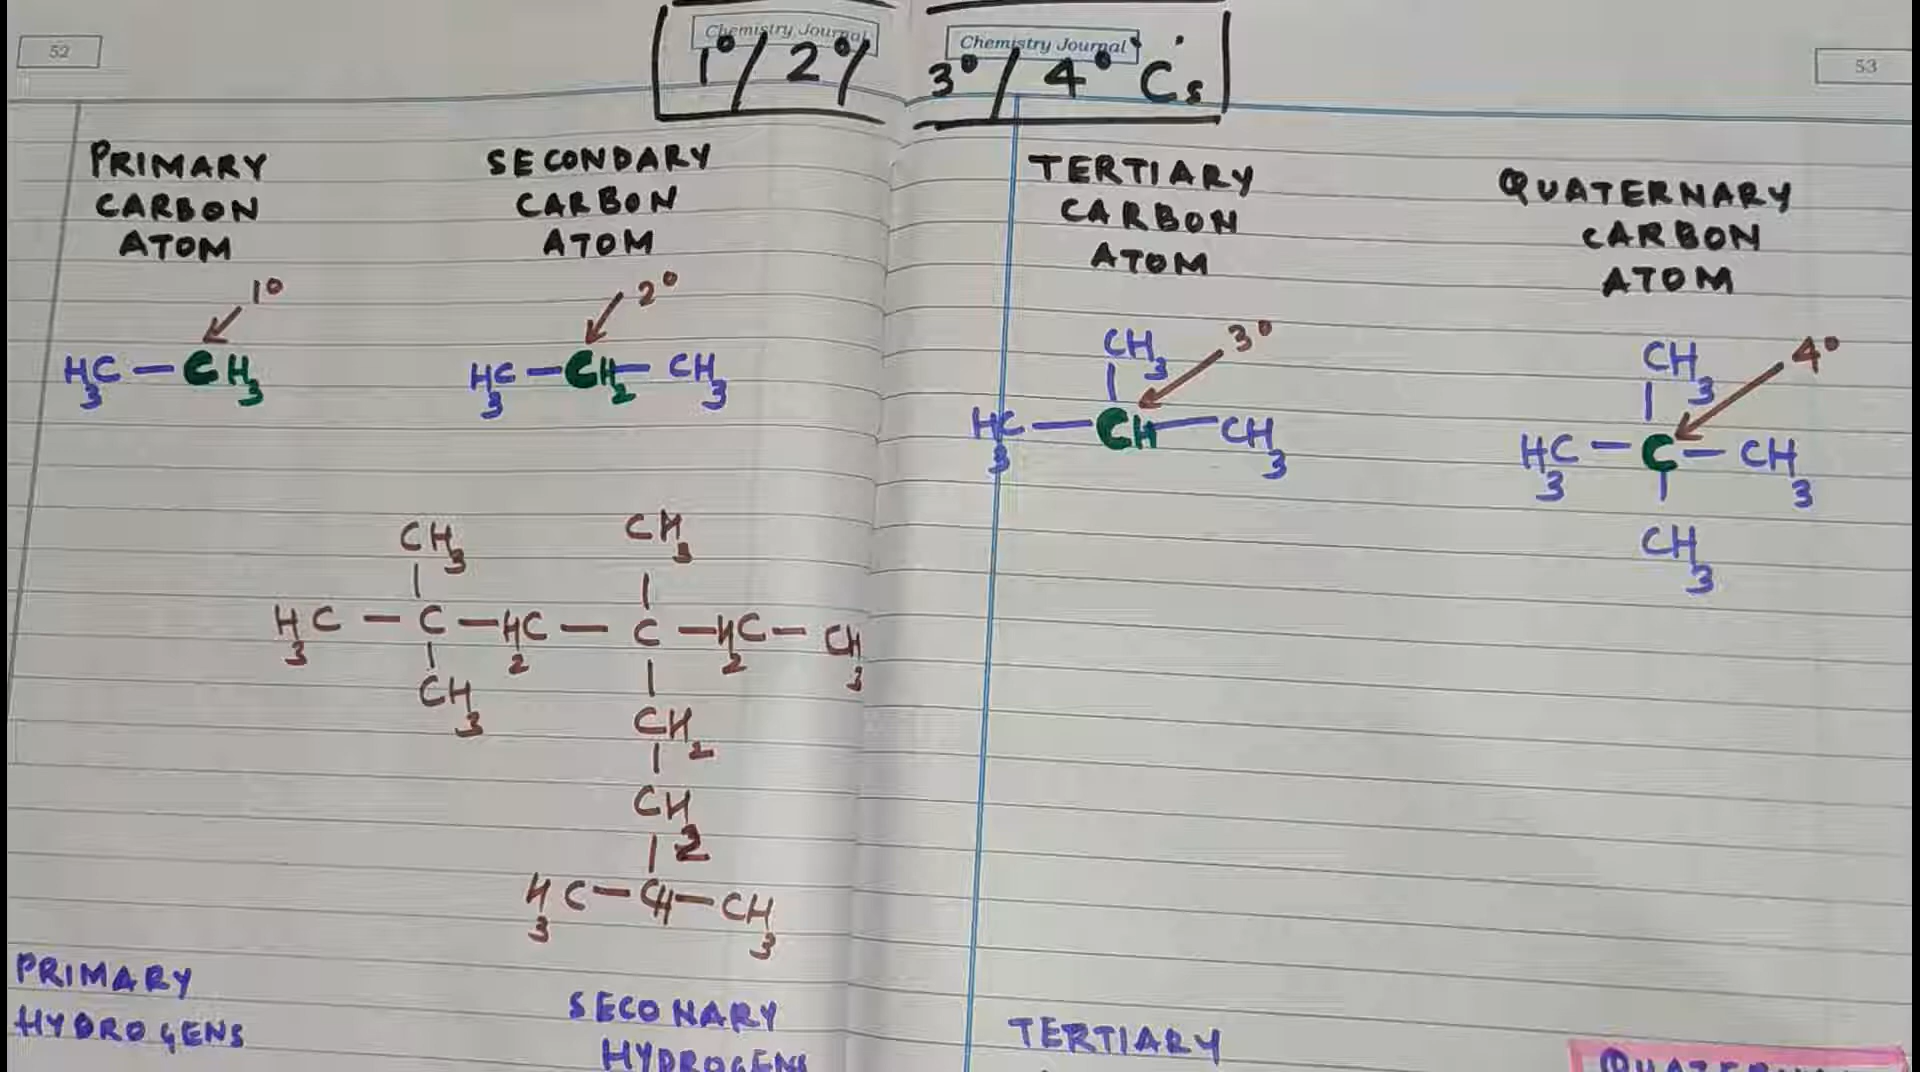 52
Chemistry Journal
Chemistry Journal
53
1°/2°/ 3°/4° Cs
PRIMARY
CARBON
ATOM
SECONDARY
CARBON
ATOM
TERTIARY
CARBON
ATOM
QUATERNARY
CARBON
ATOM
1°
2°
3°
4°
H3C — CH3
H3C — CH2 — CH3
CH3
H3C — CH — CH3
CH3
H3C — C — CH3
CH3
CH3 CH3
H3C — C — H2C — C — H2C — CH3
CH3 CH2
CH2
H3C — CH — CH3
PRIMARY
HYDROGENS
SECONARY
HYDROGENS
TERTIARY